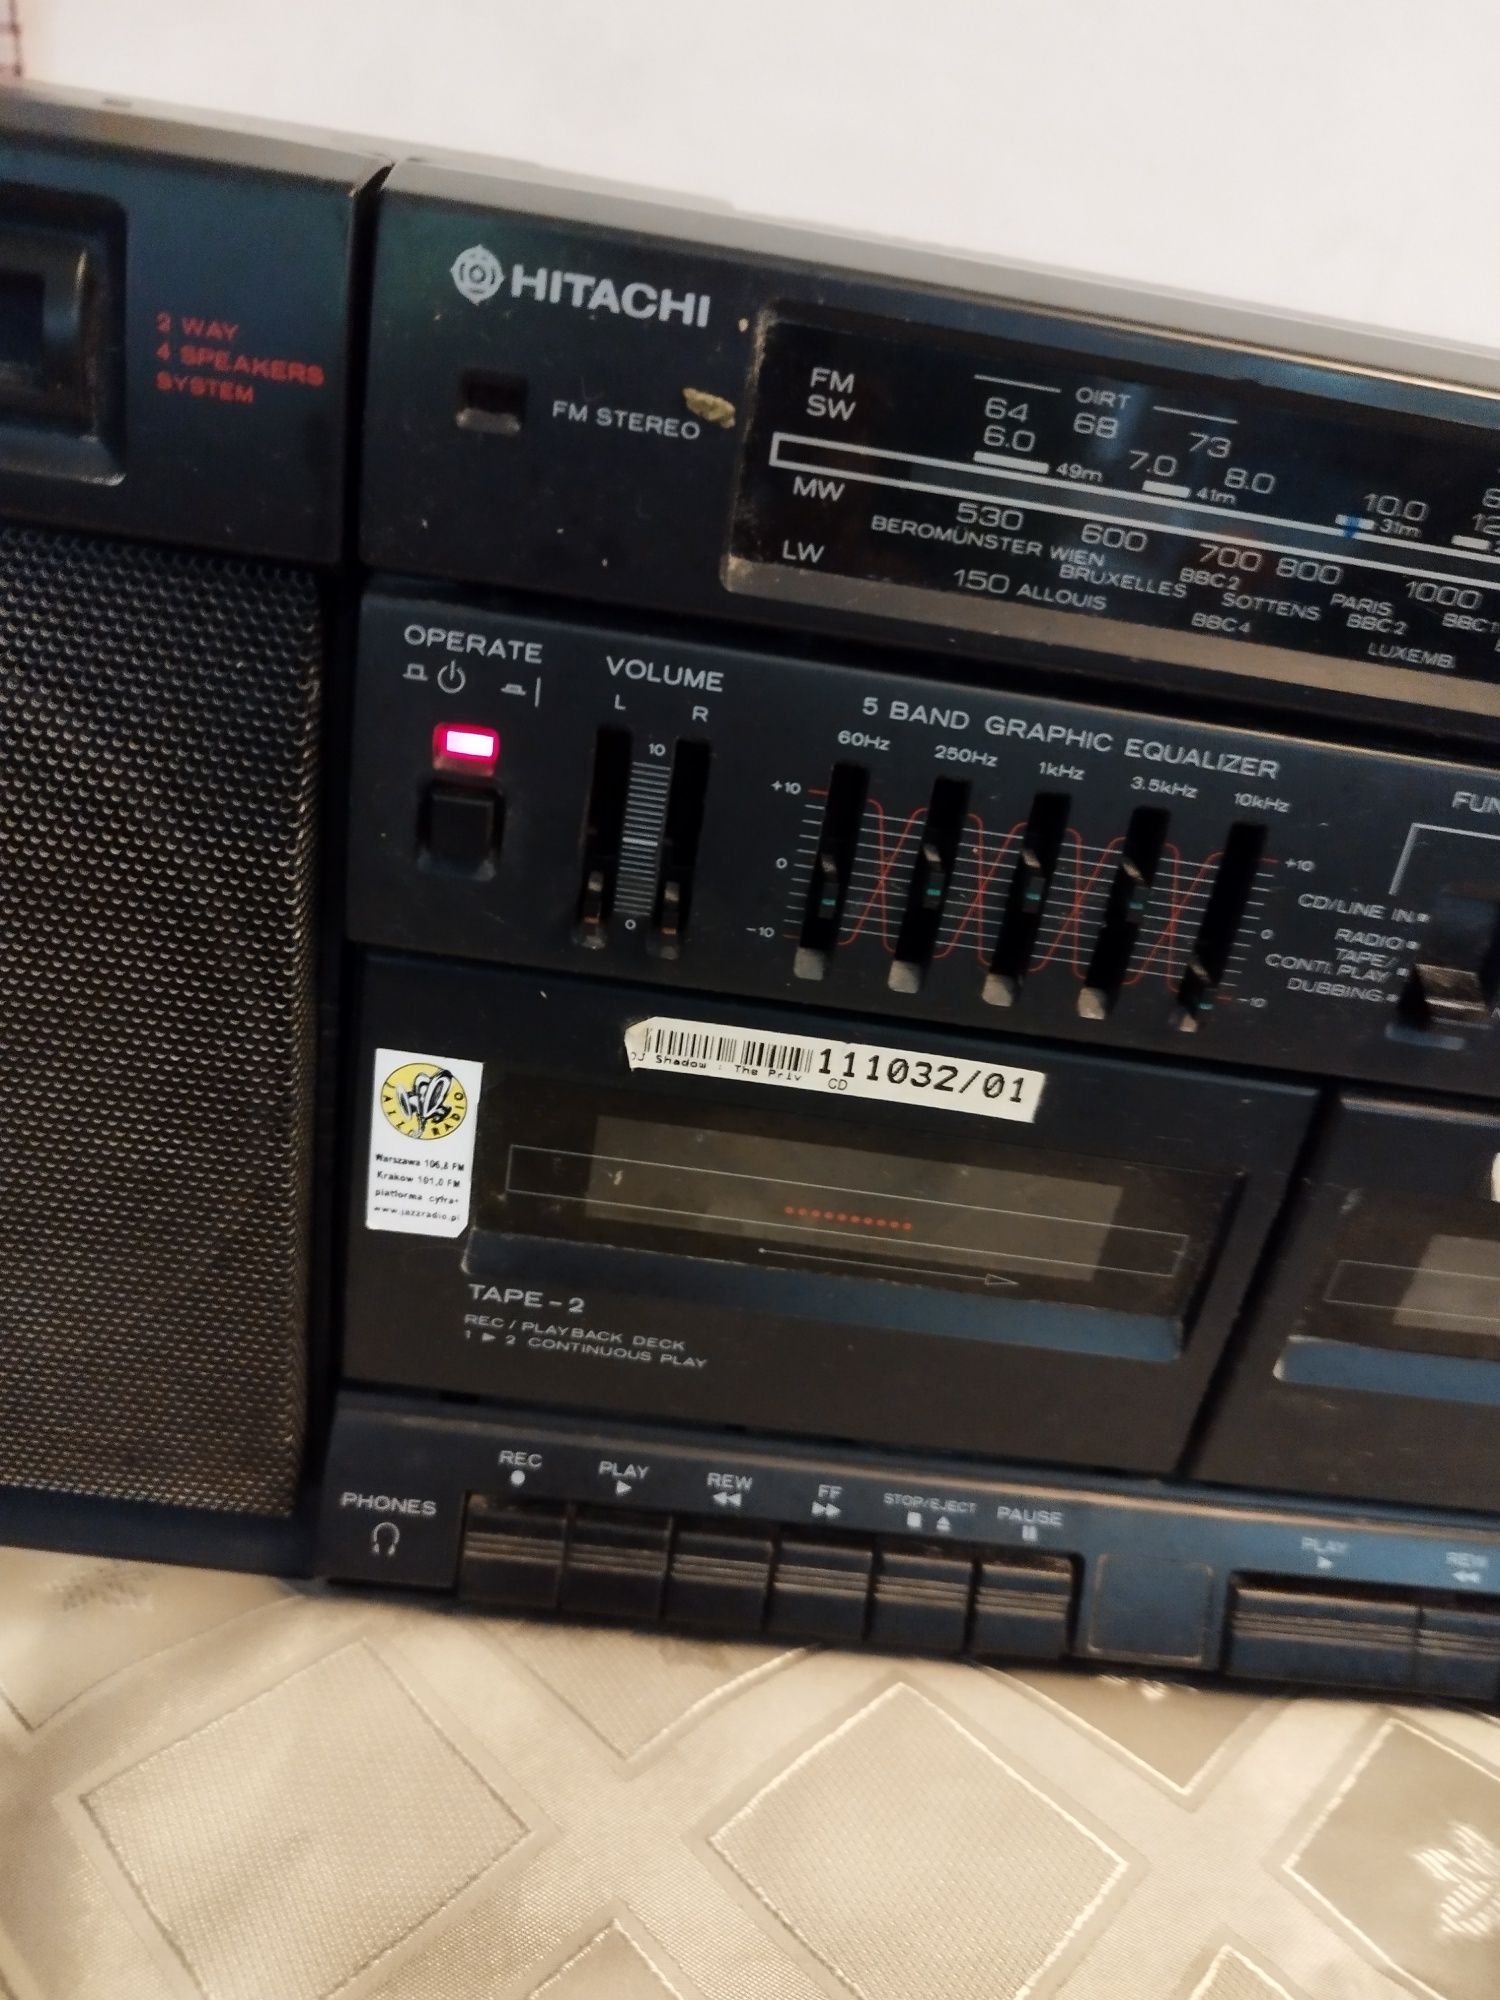 2 WAY
4 SPEAKERS
SYSTEM
HITACHI
FM STEREO
FM
SW
MW
LW
OIRT
64 68 73
6.0 7.0 8.0 10.0
49m 41m 31m
530 600 700 800 1000
BEROMÜNSTER WIEN BBC2 PARIS
BRUXELLES SOTTENS BBC2
150 ALLOUIS BBC4 LUXEMB.
OPERATE
VOLUME
L R
10
0
5 BAND GRAPHIC EQUALIZER
60Hz 250Hz 1kHz 3.5kHz 10kHz
+10 +10
0 0
-10 -10
CD/LINE IN
RADIO
TAPE/
CONTI. PLAY
DUBBING
DJ Shadow : The Priv
CD
111032/01
JAZZ RADIO
Warszawa 106,8 FM
Krakow 101,0 FM
platforma cyfra+
www.jazzradio.pl
TAPE-2
REC / PLAYBACK DECK
1 ▶ 2 CONTINUOUS PLAY
PHONES
REC PLAY REW FF STOP/EJECT PAUSE
PLAY REW